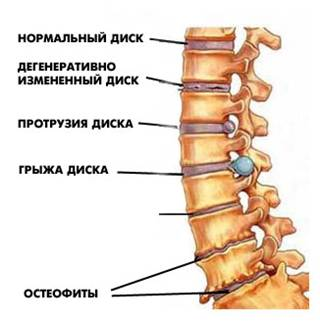 НОРМАЛЬНЫЙ ДИСК
ДЕГЕНЕРАТИВНО
ИЗМЕНЕННЫЙ ДИСК
ПРОТРУЗИЯ ДИСКА
ГРЫЖА ДИСКА
ОСТЕОФИТЫ